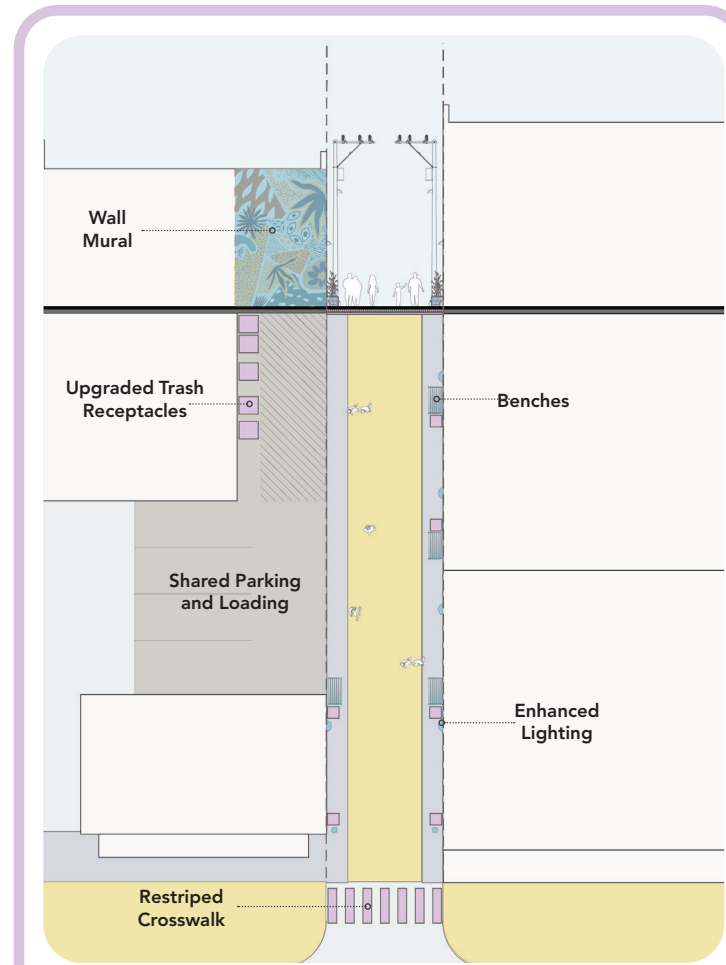 Wall
Mural
Upgraded Trash
Receptacles
Benches
Shared Parking
and Loading
Enhanced
Lighting
Restriped
Crosswalk